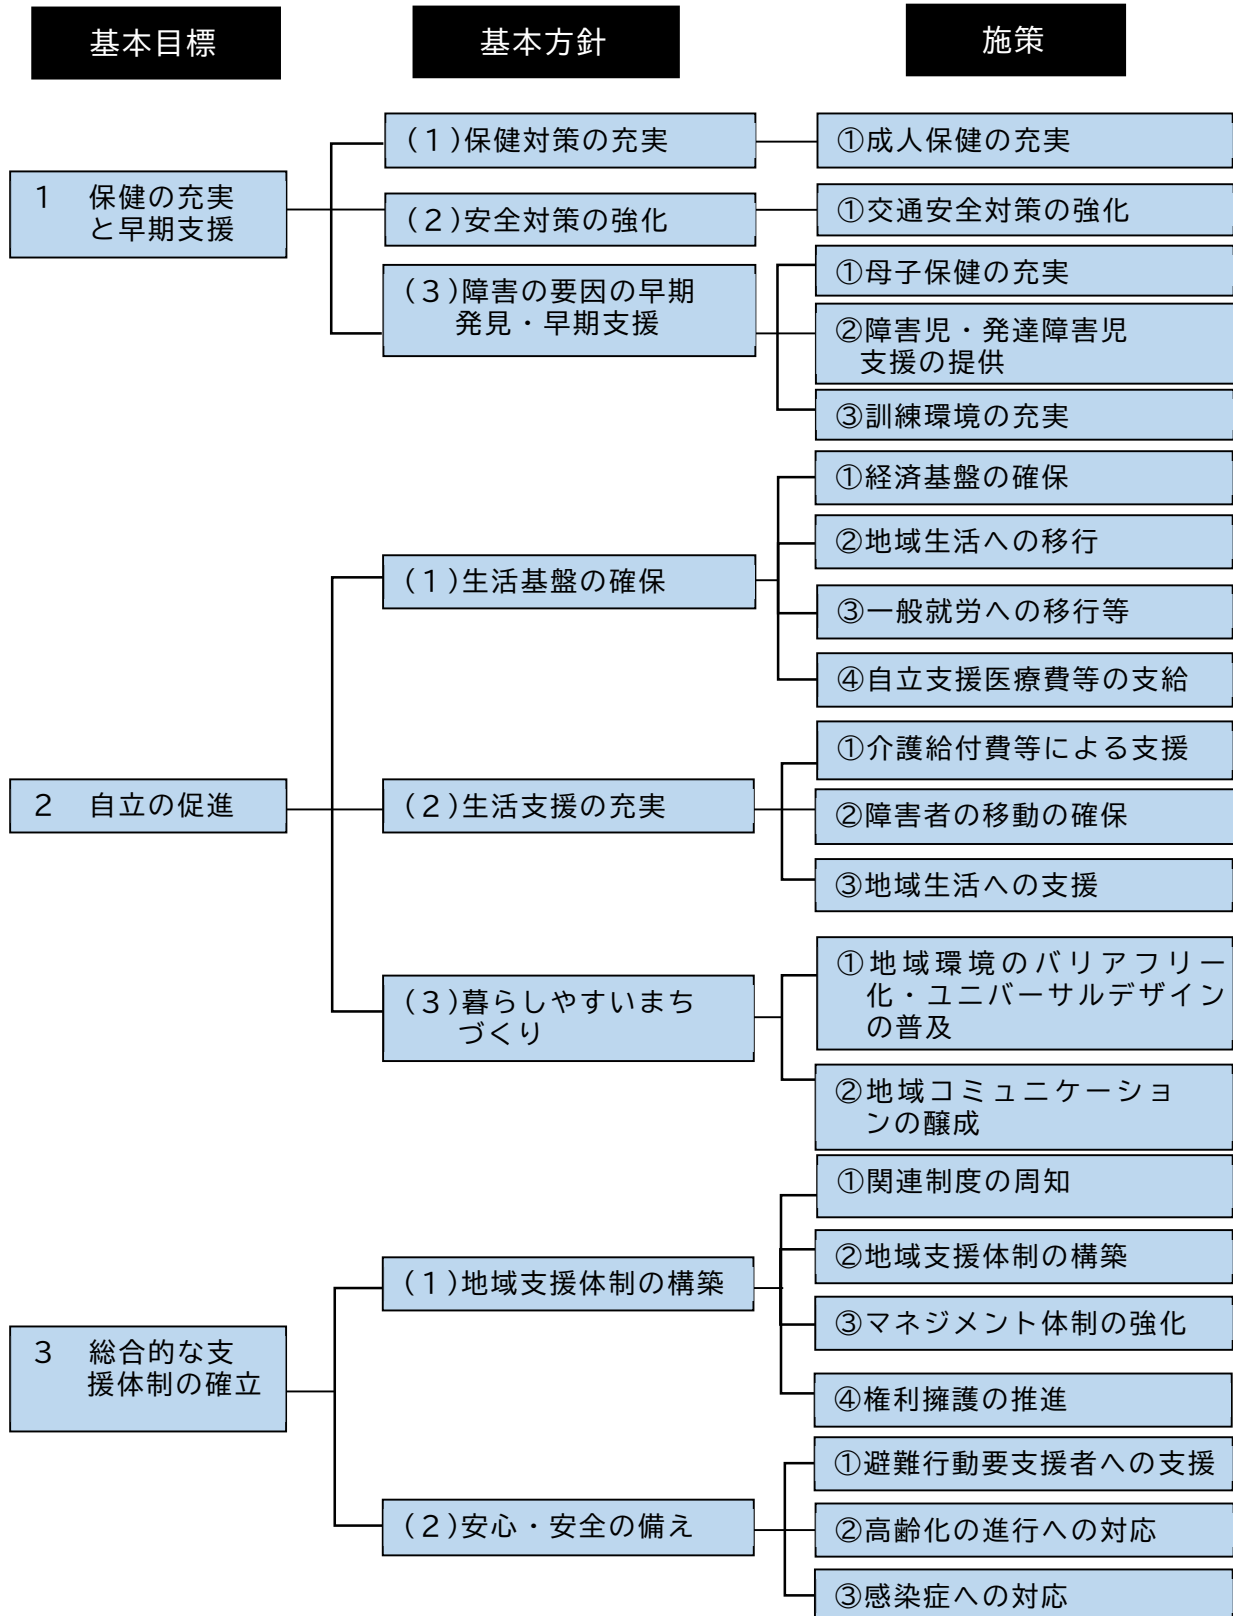 基本目標
基本方針
施策
1　保健の充実
と早期支援
(1)保健対策の充実
①成人保健の充実
(2)安全対策の強化
①交通安全対策の強化
(3)障害の要因の早期
発見・早期支援
①母子保健の充実
②障害児・発達障害児
支援の提供
③訓練環境の充実
2　自立の促進
(1)生活基盤の確保
①経済基盤の確保
②地域生活への移行
③一般就労への移行等
④自立支援医療費等の支給
(2)生活支援の充実
①介護給付費等による支援
②障害者の移動の確保
③地域生活への支援
(3)暮らしやすいまち
づくり
①地域環境のバリアフリー
化・ユニバーサルデザイン
の普及
②地域コミュニケーショ
ンの醸成
3　総合的な支
援体制の確立
(1)地域支援体制の構築
①関連制度の周知
②地域支援体制の構築
③マネジメント体制の強化
④権利擁護の推進
(2)安心・安全の備え
①避難行動要支援者への支援
②高齢化の進行への対応
③感染症への対応